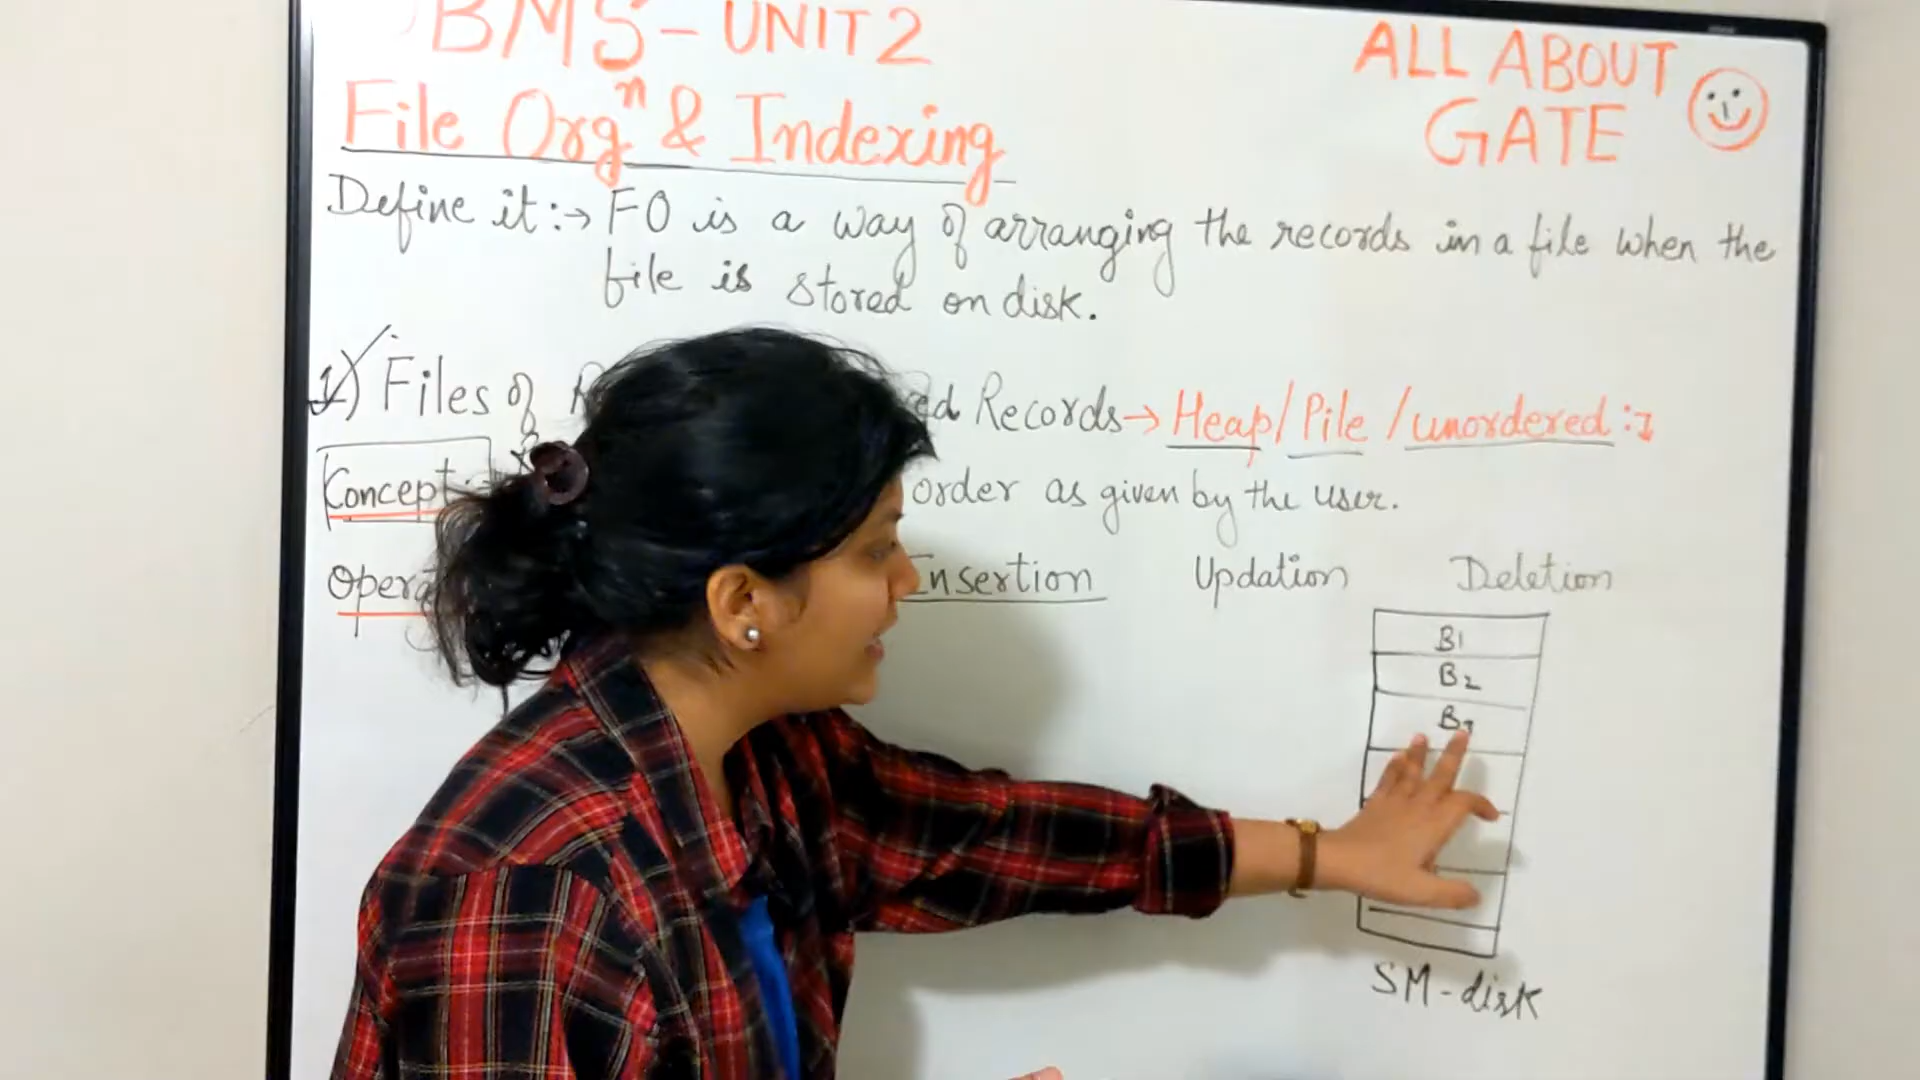 BMS - UNIT 2
ALL ABOUT
GATE
File Orgⁿ & Indexing
Define it :→ FO is a way of arranging the records in a file when the
file is stored on disk.
1) Files of ed Records → Heap / Pile / unordered :→
Concept order as given by the user.
Opera Insertion Updation Deletion
B1
B2
B3
SM - disk